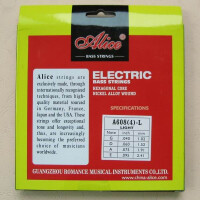 Alice
BASS STRINGS
Alice strings are
exclusively made, through
internationally recognised
techniques, from high-
quality material sourced
in Germany, France,
Japan and the USA. These
strings offer exceptional
tone and longevity and,
are increasingly
becoming the preferred
choice of musicians
worldwide.
ELECTRIC
BASS STRINGS
HEXAGONAL CORE
NICKEL ALLOY WOUND
SPECIFICATIONS
A608(4)-L
LIGHT
GUANGZHOU ROMANCE MUSICAL INSTRUMENTS CO., LTD.